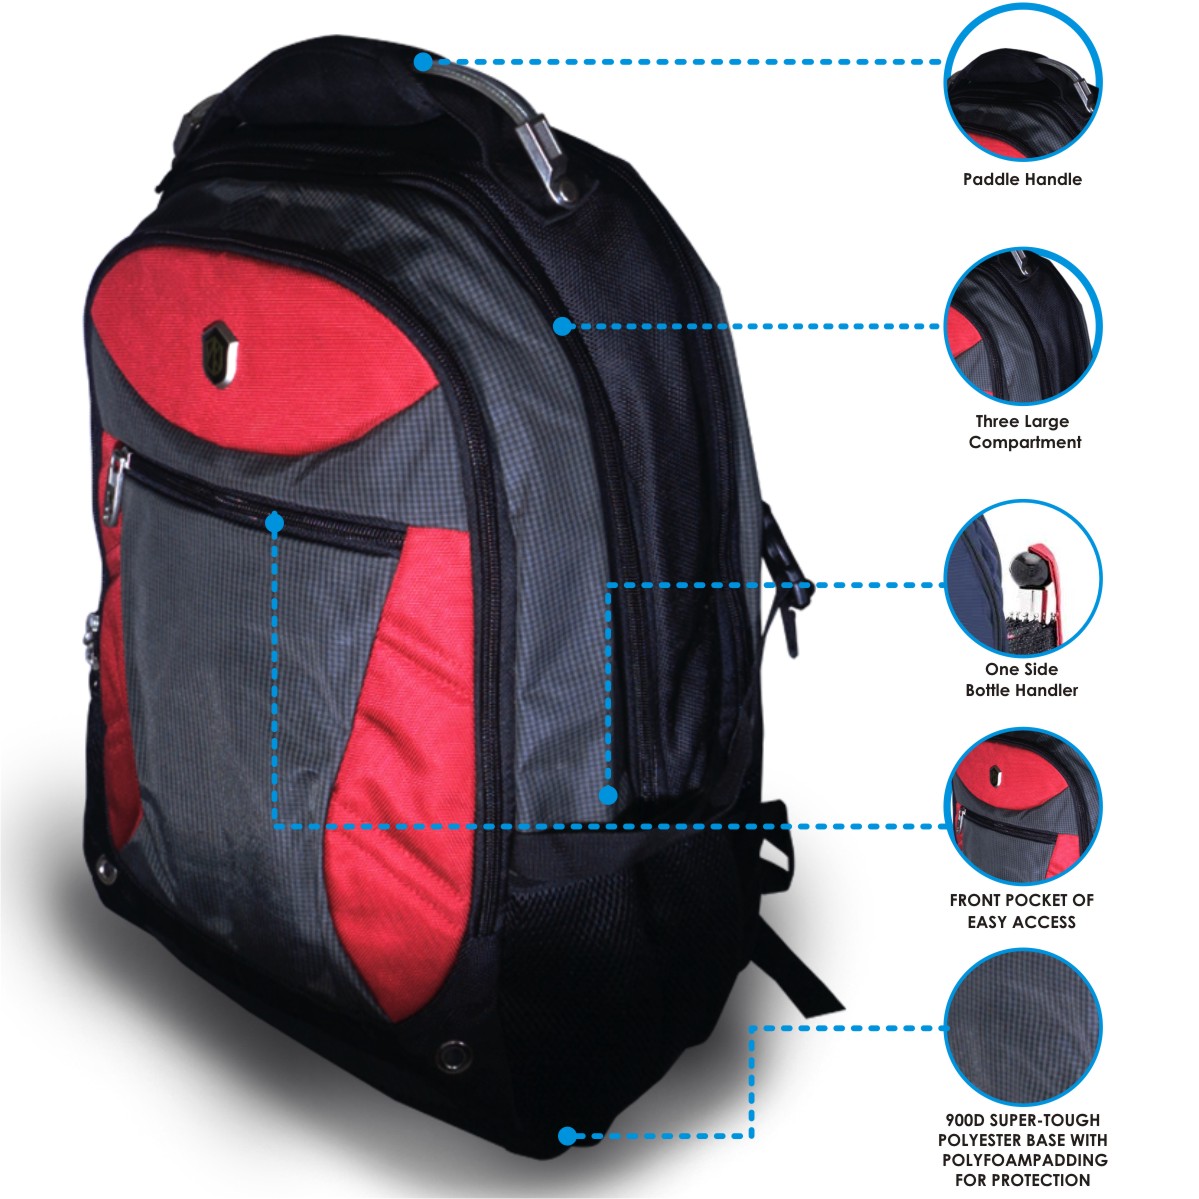 Paddle Handle
Three Large
Compartment
One Side
Bottle Handler
FRONT POCKET OF
EASY ACCESS
900D SUPER-TOUGH
POLYESTER BASE WITH
POLYFOAMPADDING
FOR PROTECTION